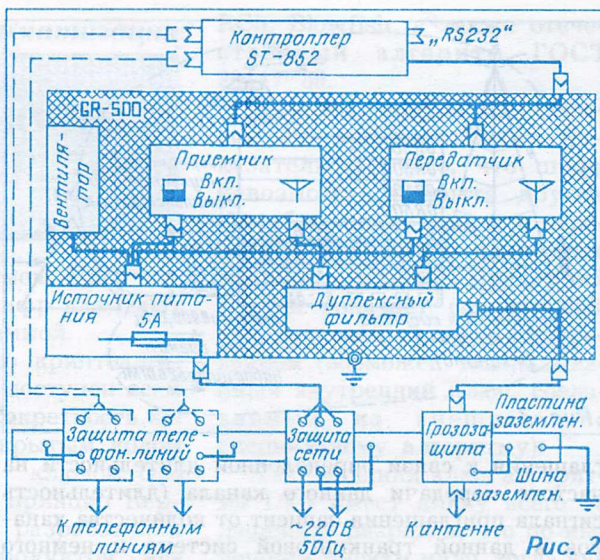 Контроллер
ST-852
„RS232“
GR-500
Вентиля-
тор
Приемник
Вкл.
Выкл.
Передатчик
Вкл.
Выкл.
Источник пита-
ния
5А
Дуплексный
фильтр
Защита теле-
фон. линий
Защита
сети
Грозоза-
щита
Пластина
заземлен.
Шина
заземлен.
К телефонным
линиям
~220В
50Гц
К антенне
Рис. 2